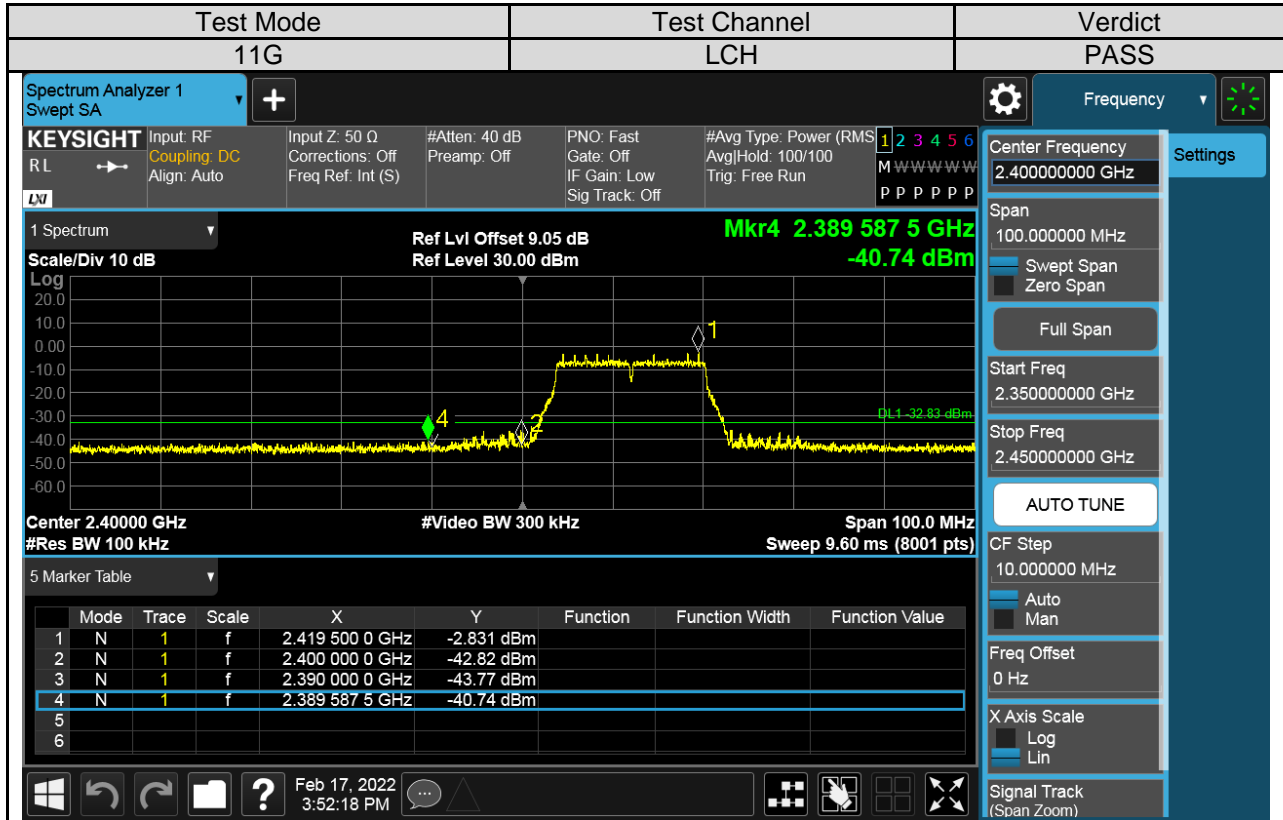 Test Mode Test Channel Verdict
11G LCH PASS
Spectrum Analyzer 1
Swept SA
+
Frequency
KEYSIGHT
R L
LXI
Input: RF
Coupling: DC
Align: Auto
Input Z: 50 Ω
Corrections: Off
Freq Ref: Int (S)
#Atten: 40 dB
Preamp: Off
PNO: Fast
Gate: Off
IF Gain: Low
Sig Track: Off
#Avg Type: Power (RMS
Avg|Hold: 100/100
Trig: Free Run
1 2 3 4 5 6
M W W W W W
P P P P P P
1 Spectrum
Scale/Div 10 dB
Ref Lvl Offset 9.05 dB
Ref Level 30.00 dBm
Mkr4 2.389 587 5 GHz
-40.74 dBm
Log
20.0
10.0
0.00
-10.0
-20.0
-30.0
-40.0
-50.0
-60.0
1
4
2
DL1 -32.83 dBm
Center 2.40000 GHz #Video BW 300 kHz Span 100.0 MHz
#Res BW 100 kHz Sweep 9.60 ms (8001 pts)
5 Marker Table
Mode Trace Scale X Y Function Function Width Function Value
1 N 1 f 2.419 500 0 GHz -2.831 dBm
2 N 1 f 2.400 000 0 GHz -42.82 dBm
3 N 1 f 2.390 000 0 GHz -43.77 dBm
4 N 1 f 2.389 587 5 GHz -40.74 dBm
5
6
?
Feb 17, 2022
3:52:18 PM
Center Frequency
2.400000000 GHz
Settings
Span
100.000000 MHz
Swept Span
Zero Span
Full Span
Start Freq
2.350000000 GHz
Stop Freq
2.450000000 GHz
AUTO TUNE
CF Step
10.000000 MHz
Auto
Man
Freq Offset
0 Hz
X Axis Scale
Log
Lin
Signal Track
(Span Zoom)